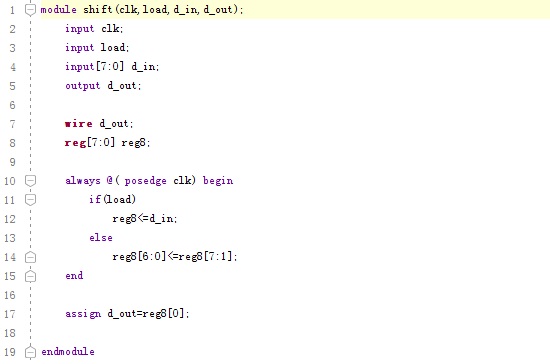 1 module shift(clk,load,d_in,d_out);
2 input clk;
3 input load;
4 input[7:0] d_in;
5 output d_out;
6
7 wire d_out;
8 reg[7:0] reg8;
9
10 always @( posedge clk) begin
11 if(load)
12 reg8<=d_in;
13 else
14 reg8[6:0]<=reg8[7:1];
15 end
16
17 assign d_out=reg8[0];
18
19 endmodule